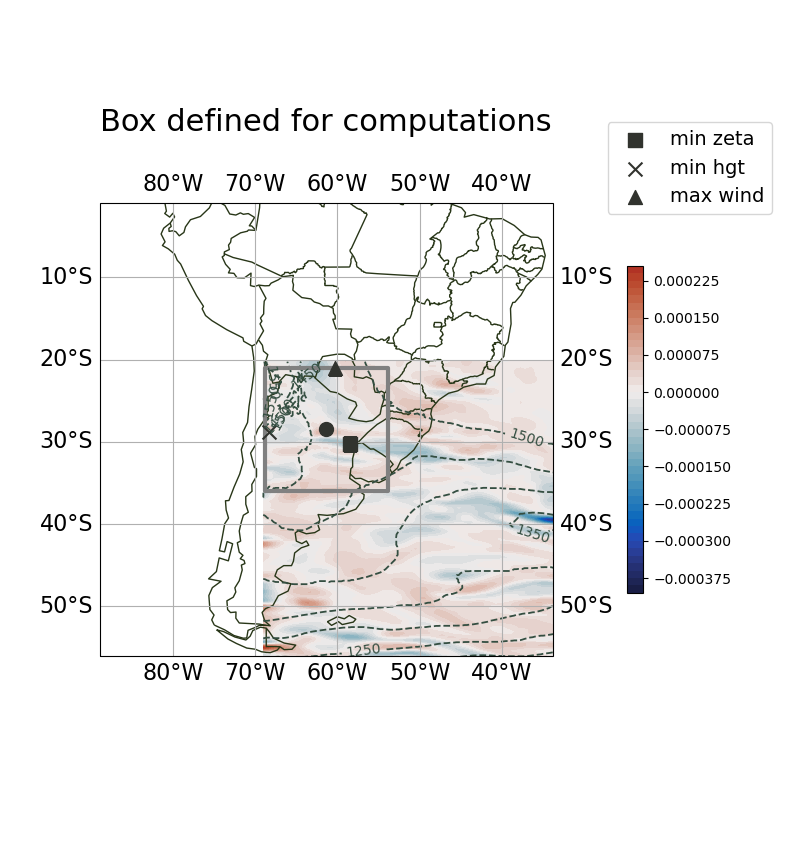 Box defined for computations
min zeta
min hgt
max wind
80°W 70°W 60°W 50°W 40°W
10°S 10°S
20°S 20°S
30°S 30°S
40°S 40°S
50°S 50°S
80°W 70°W 60°W 50°W 40°W
1500
1350
1250
0.000225
0.000150
0.000075
0.000000
−0.000075
−0.000150
−0.000225
−0.000300
−0.000375